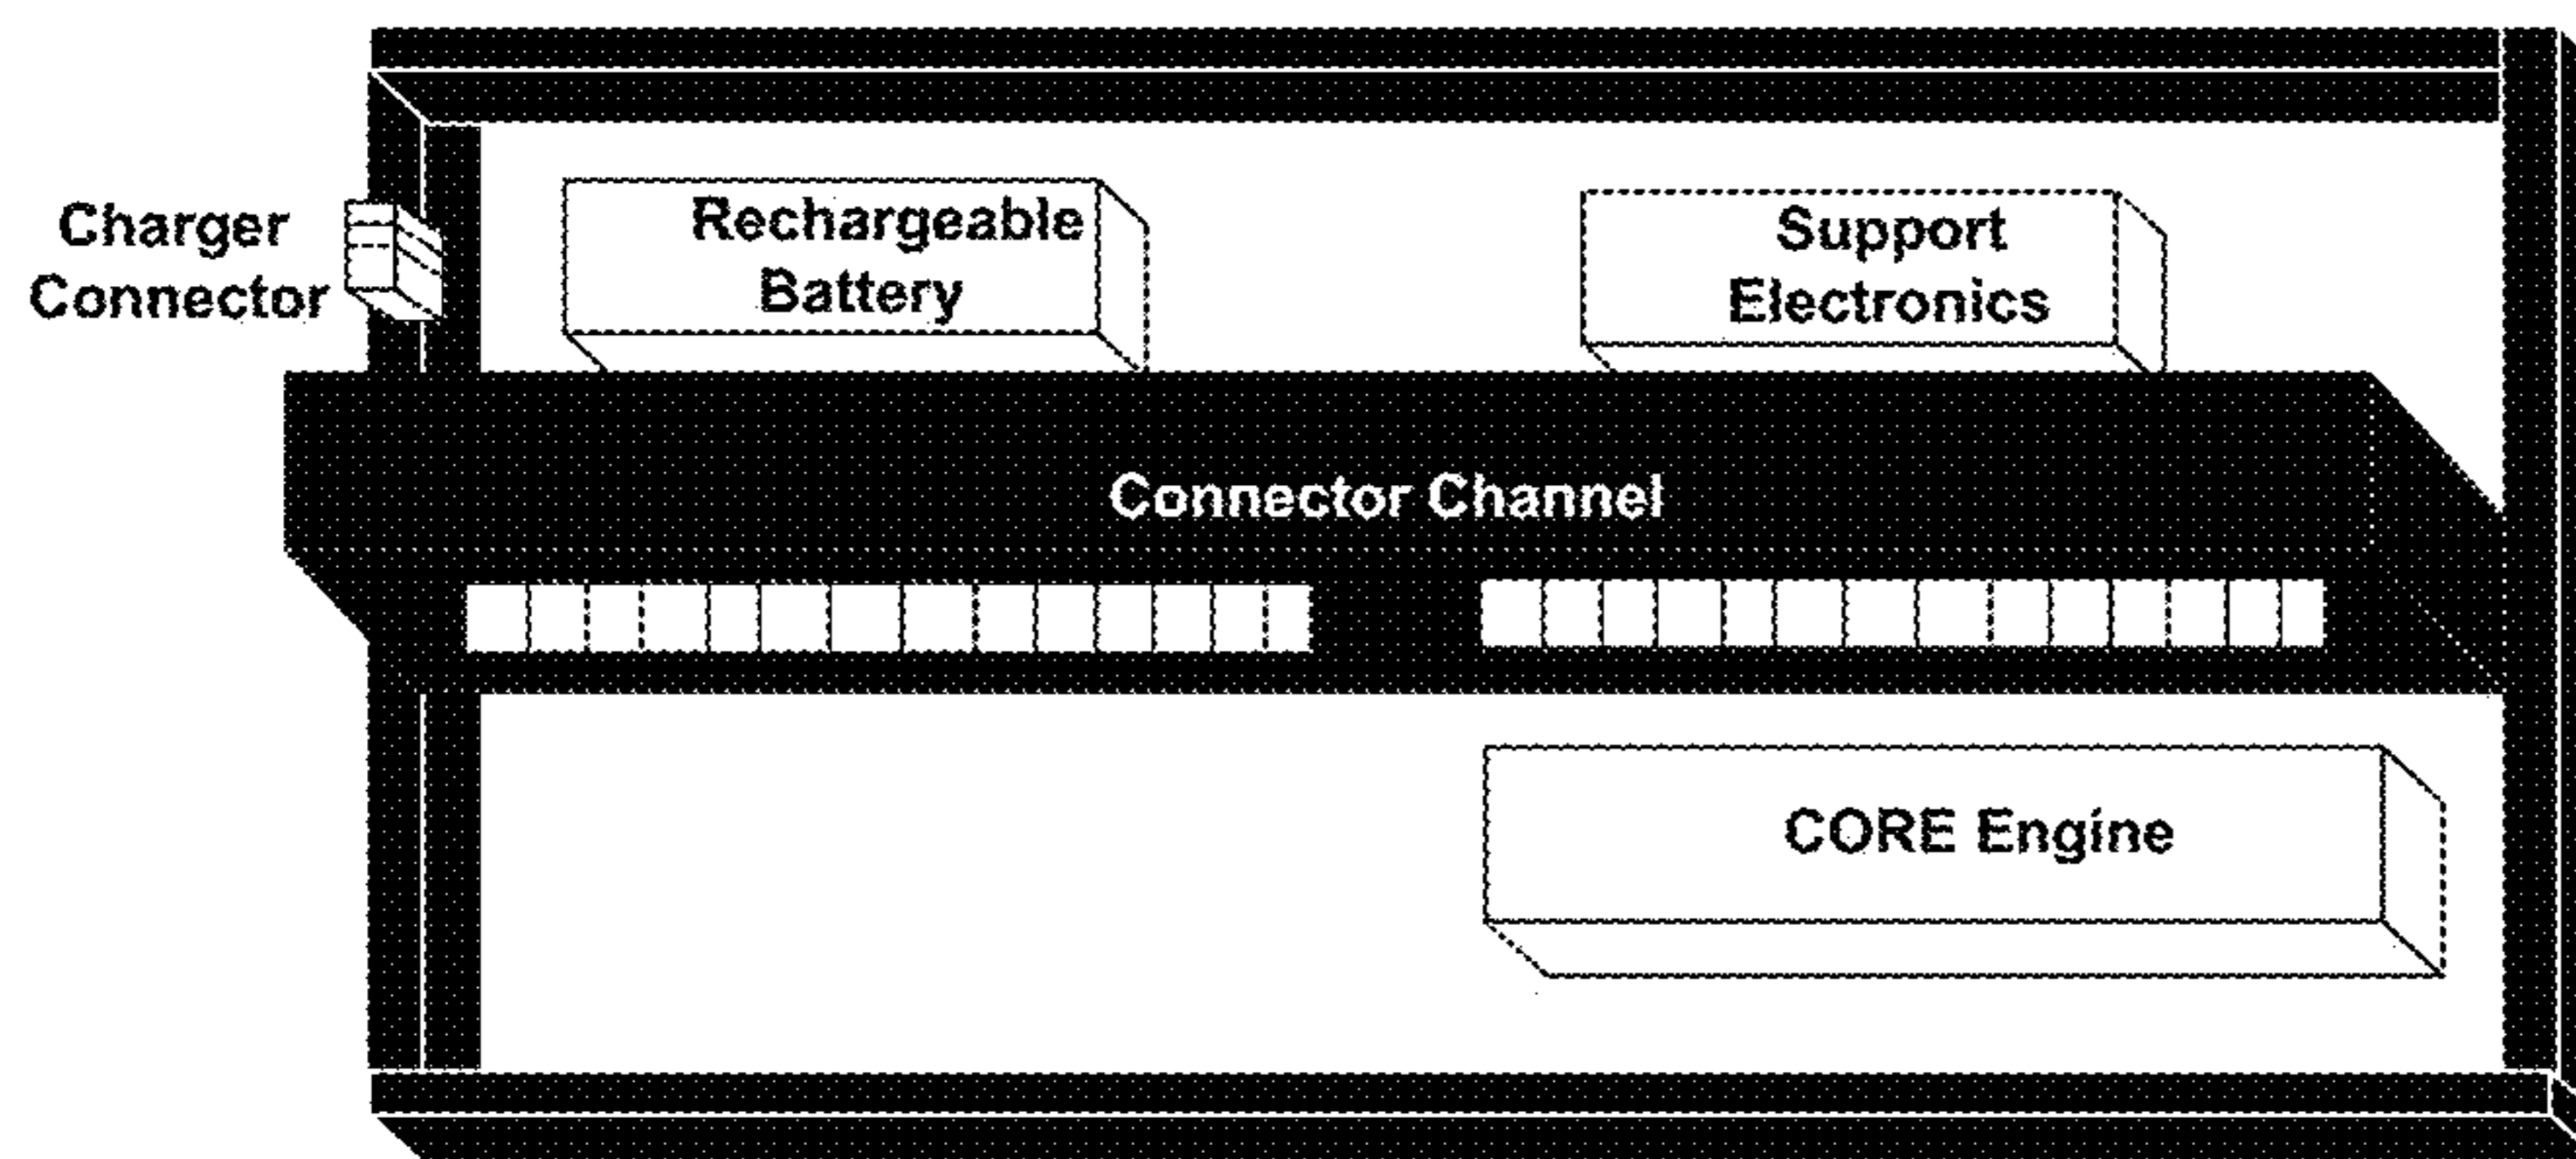 Charger
Connector
Rechargeable
Battery
Support
Electronics
Connector Channel
CORE Engine